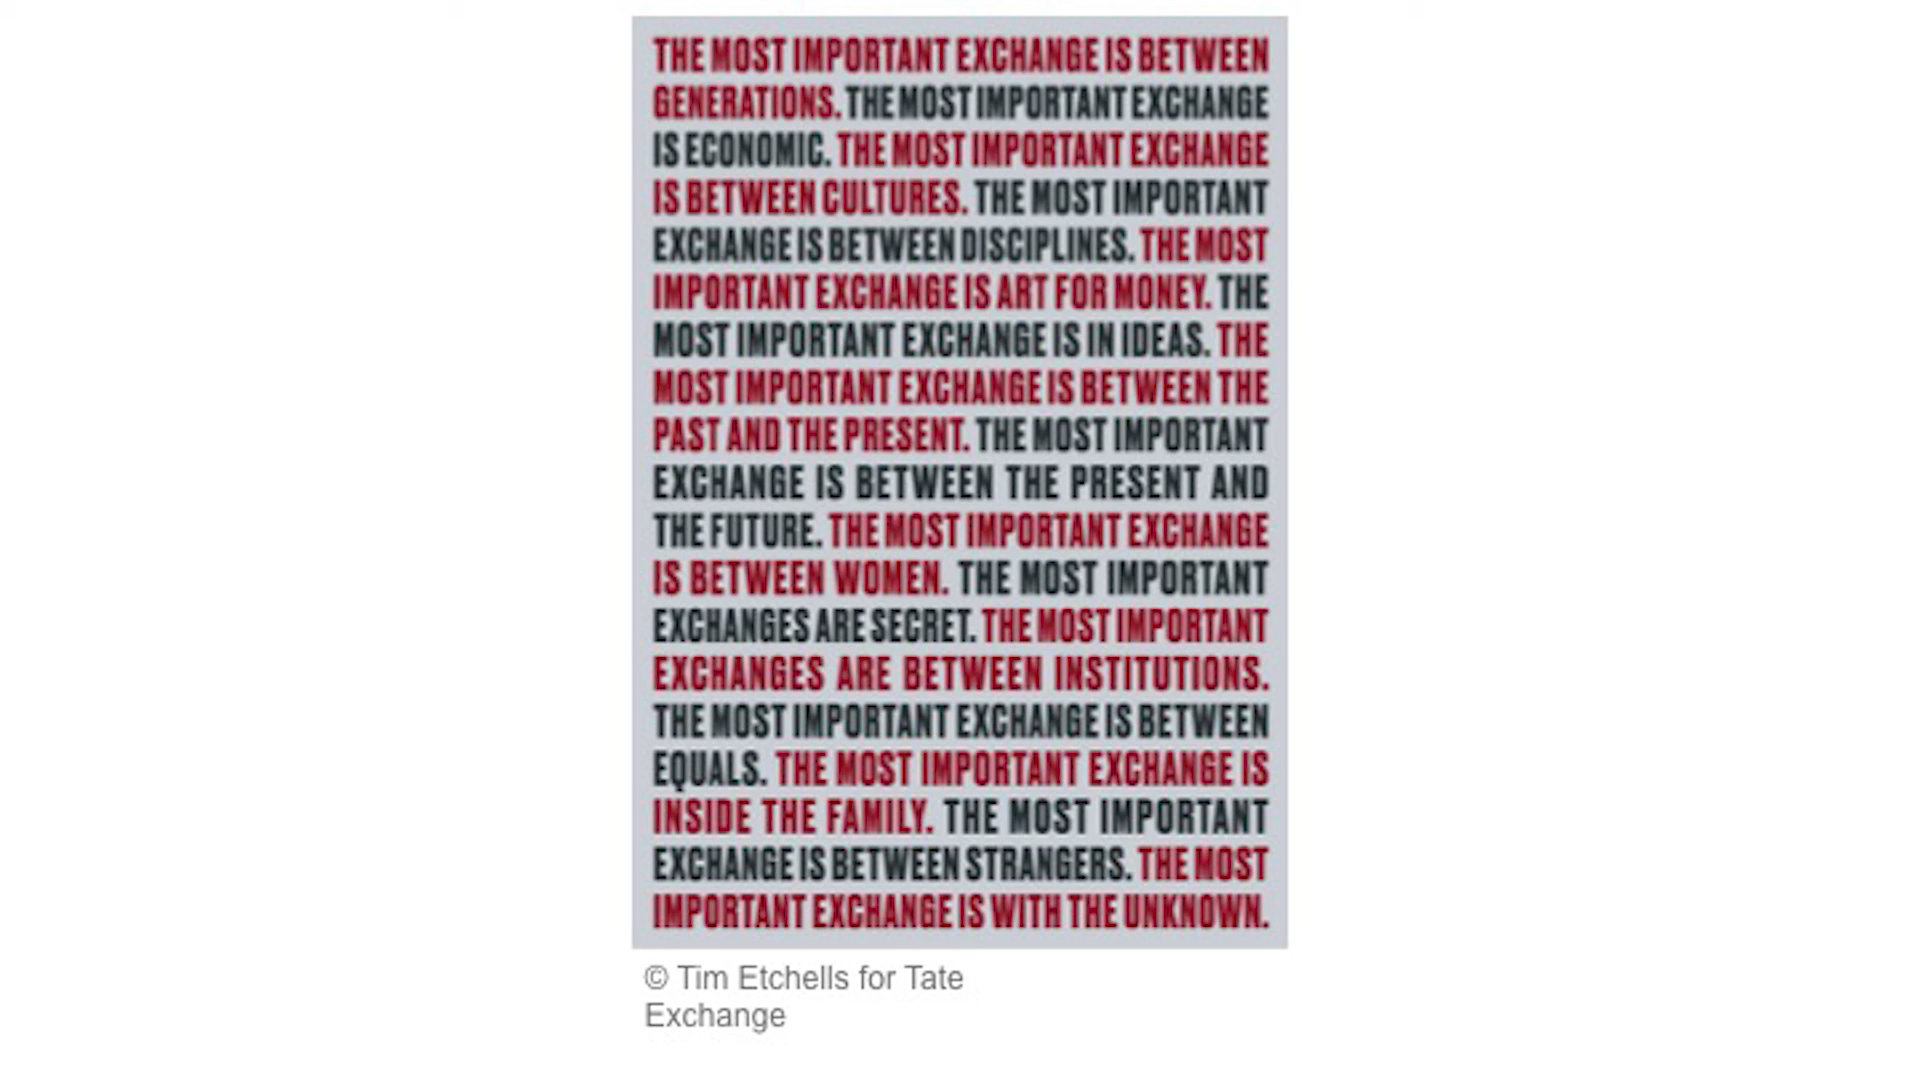 THE MOST IMPORTANT EXCHANGE IS BETWEEN
GENERATIONS. THE MOST IMPORTANT EXCHANGE
IS ECONOMIC. THE MOST IMPORTANT EXCHANGE
IS BETWEEN CULTURES. THE MOST IMPORTANT
EXCHANGE IS BETWEEN DISCIPLINES. THE MOST
IMPORTANT EXCHANGE IS ART FOR MONEY. THE
MOST IMPORTANT EXCHANGE IS IN IDEAS. THE
MOST IMPORTANT EXCHANGE IS BETWEEN THE
PAST AND THE PRESENT. THE MOST IMPORTANT
EXCHANGE IS BETWEEN THE PRESENT AND
THE FUTURE. THE MOST IMPORTANT EXCHANGE
IS BETWEEN WOMEN. THE MOST IMPORTANT
EXCHANGES ARE SECRET. THE MOST IMPORTANT
EXCHANGES ARE BETWEEN INSTITUTIONS.
THE MOST IMPORTANT EXCHANGE IS BETWEEN
EQUALS. THE MOST IMPORTANT EXCHANGE IS
INSIDE THE FAMILY. THE MOST IMPORTANT
EXCHANGE IS BETWEEN STRANGERS. THE MOST
IMPORTANT EXCHANGE IS WITH THE UNKNOWN.
© Tim Etchells for Tate
Exchange